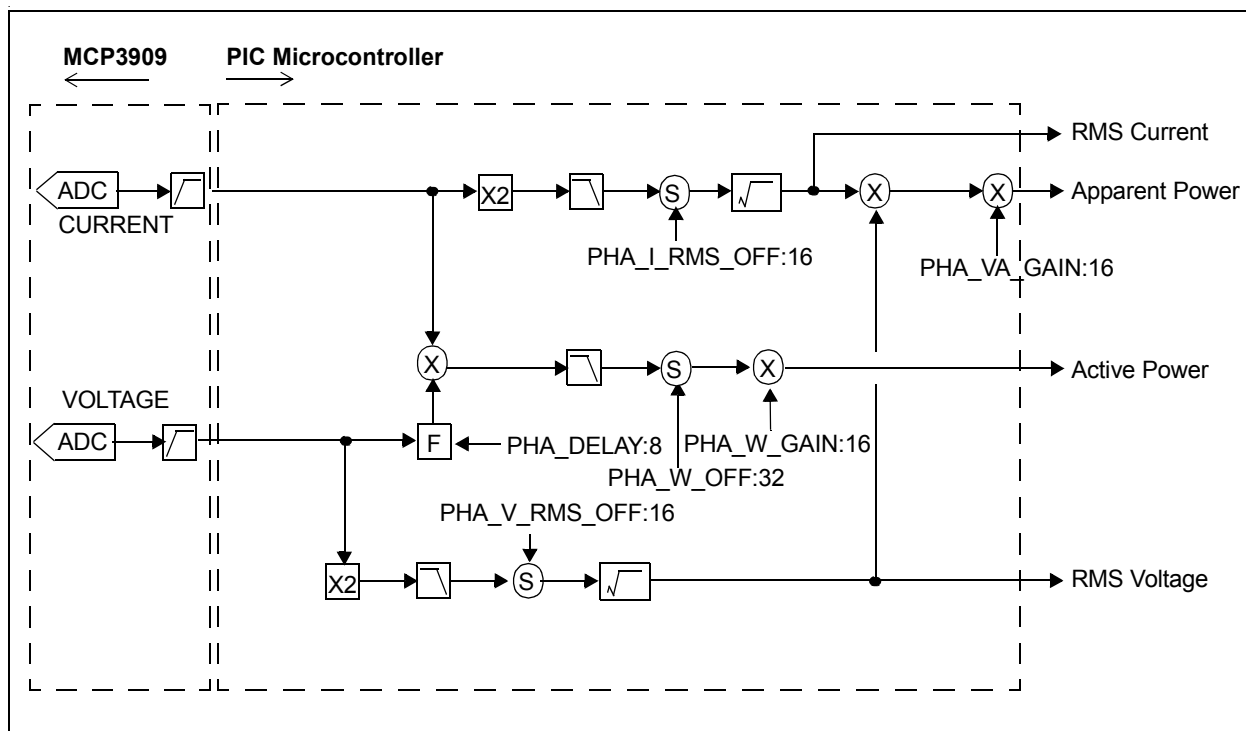 MCP3909 PIC Microcontroller
RMS Current
ADC X2 S √ X X Apparent Power
CURRENT
PHA_I_RMS_OFF:16 PHA_VA_GAIN:16
X S X Active Power
VOLTAGE
ADC F PHA_DELAY:8 PHA_W_GAIN:16
PHA_W_OFF:32
PHA_V_RMS_OFF:16
X2 S √ RMS Voltage